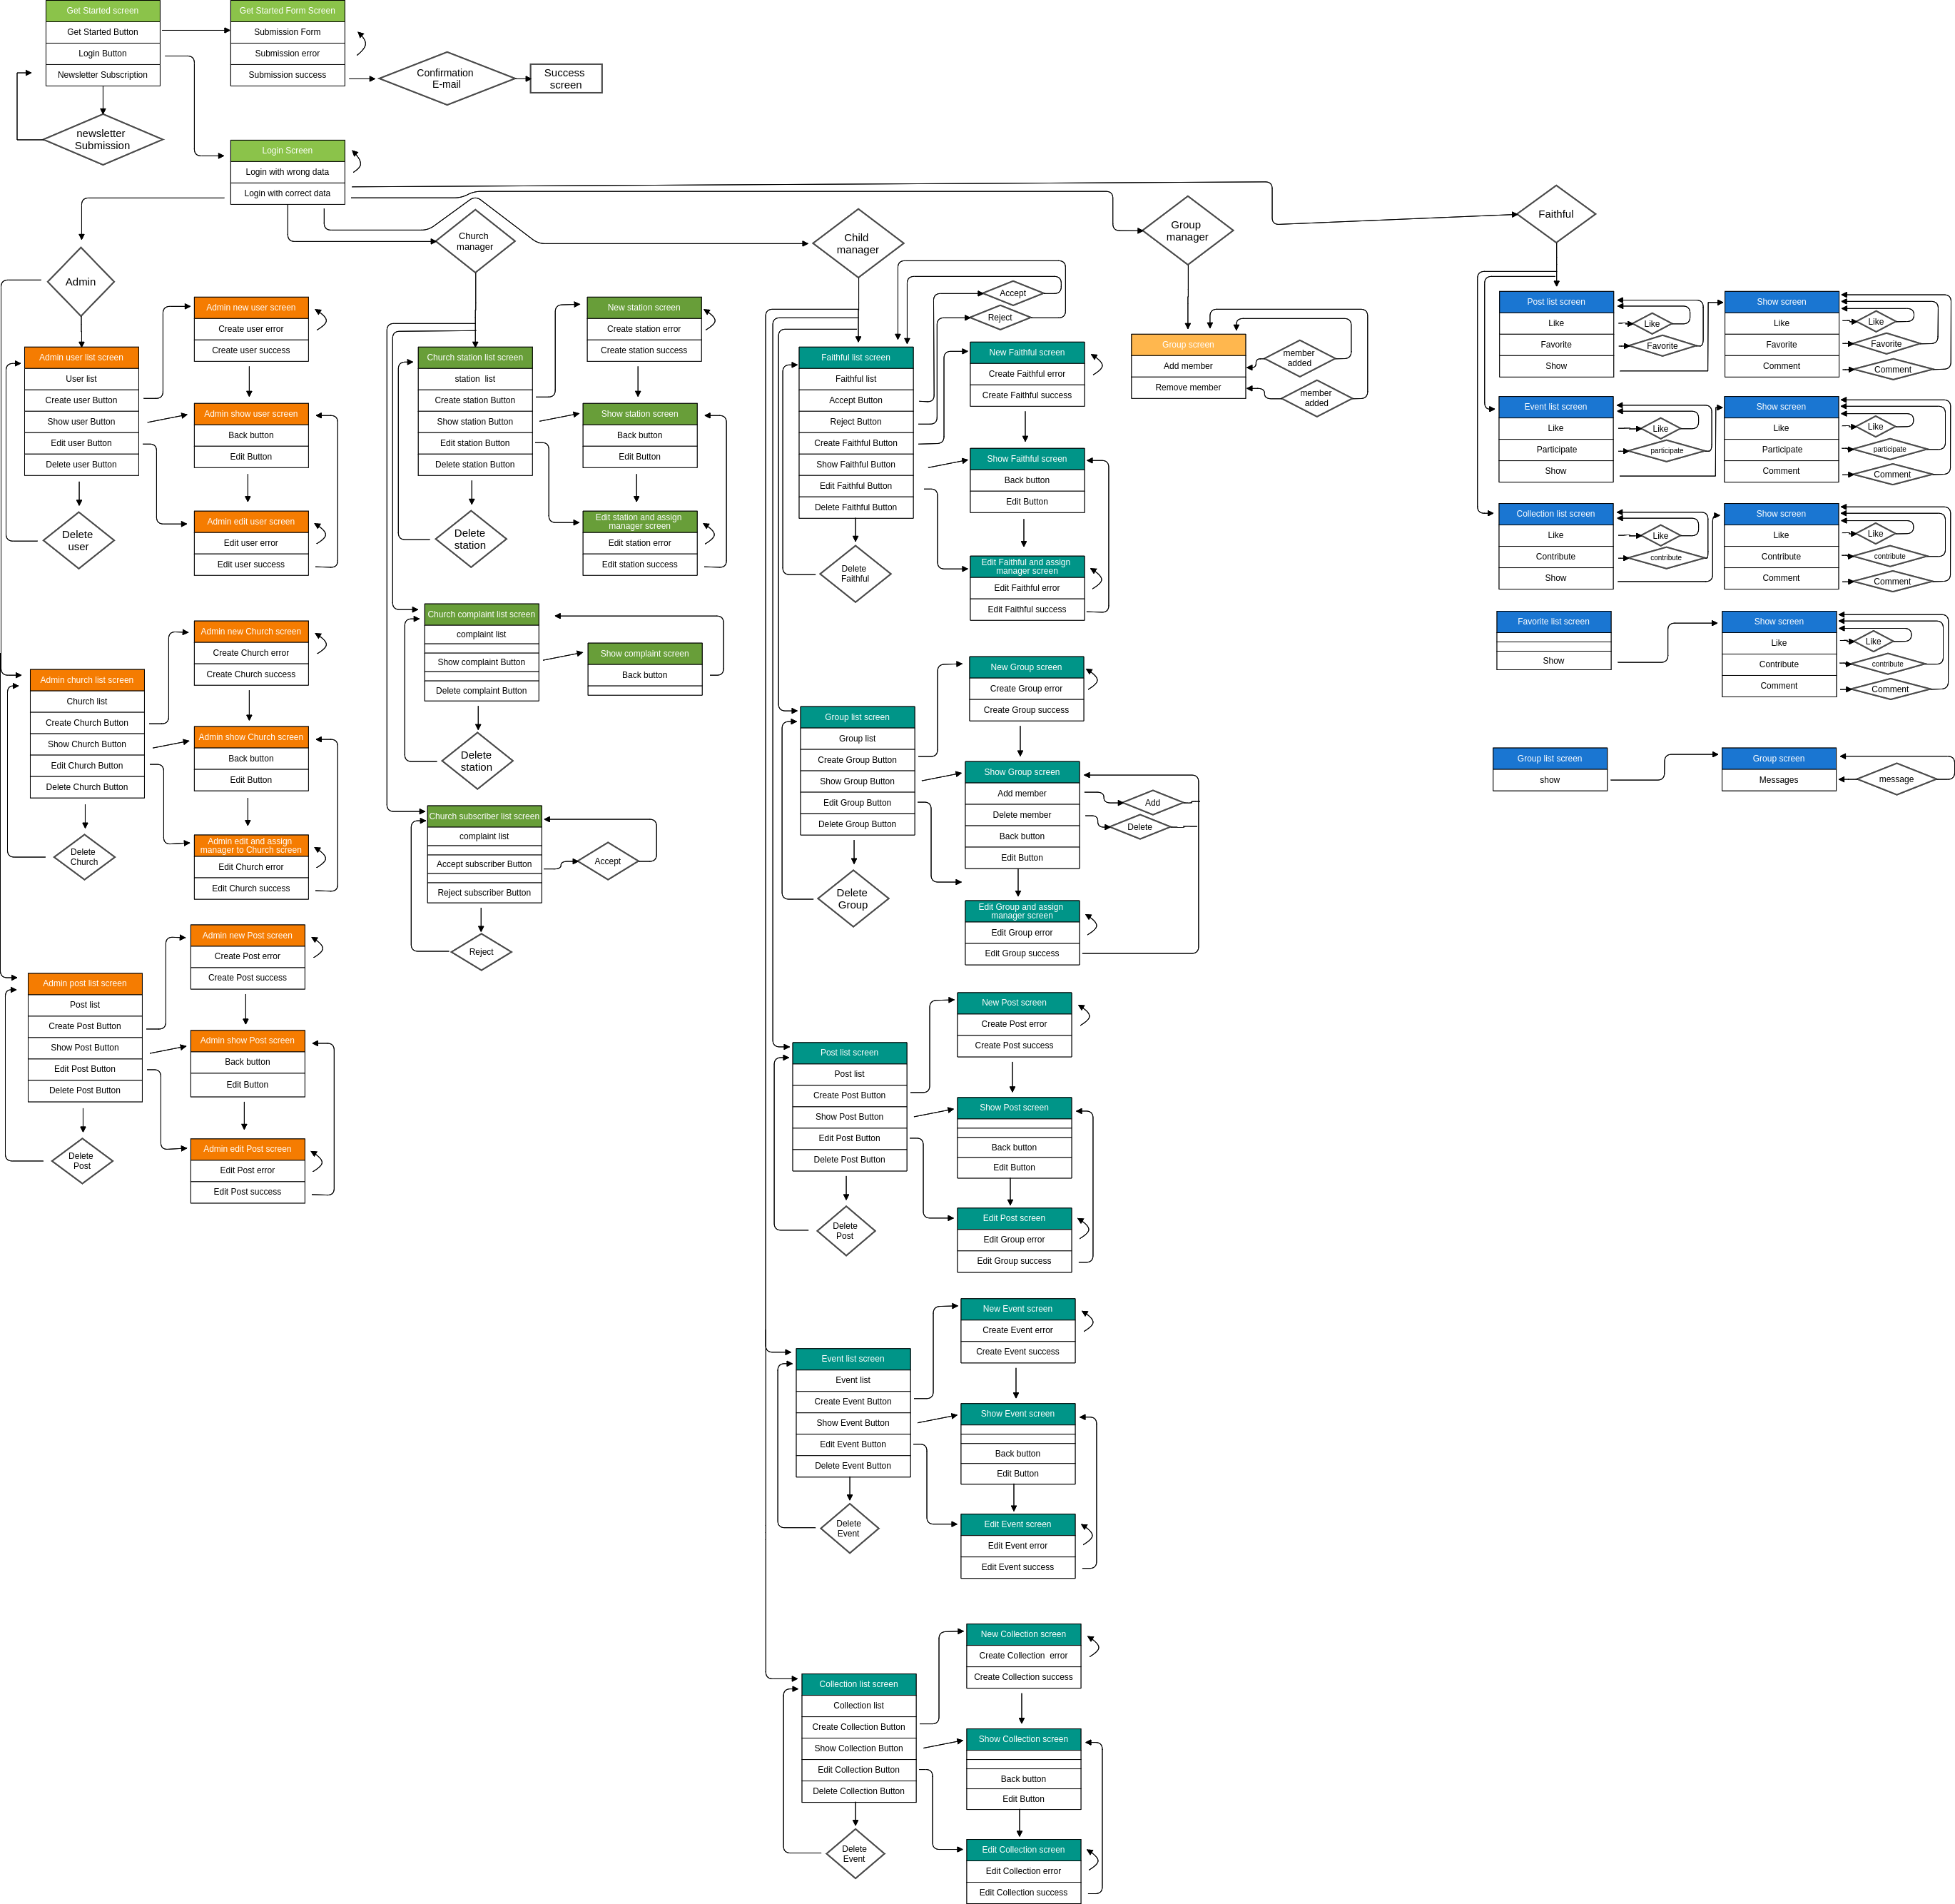 Get Started screen
Get Started Button
Login Button
Newsletter Subscription
newsletter
Submission
Get Started Form Screen
Submission Form
Submission error
Submission success
Confirmation
E-mail
Success
screen
Login Screen
Login with wrong data
Login with correct data
Admin
Admin user list screen
User list
Create user Button
Show user Button
Edit user Button
Delete user Button
Delete
user
Admin new user screen
Create user error
Create user success
Admin show user screen
Back button
Edit Button
Admin edit user screen
Edit user error
Edit user success
Admin church list screen
Church list
Create Church Button
Show Church Button
Edit Church Button
Delete Church Button
Delete
Church
Admin new Church screen
Create Church error
Create Church success
Admin show Church screen
Back button
Edit Button
Admin edit and assign
manager to Church screen
Edit Church error
Edit Church success
Admin post list screen
Post list
Create Post Button
Show Post Button
Edit Post Button
Delete Post Button
Delete
Post
Admin new Post screen
Create Post error
Create Post success
Admin show Post screen
Back button
Edit Button
Admin edit Post screen
Edit Post error
Edit Post success
Church
manager
Church station list screen
station list
Create station Button
Show station Button
Edit station Button
Delete station Button
Delete
station
New station screen
Create station error
Create station success
Show station screen
Back button
Edit Button
Edit station and assign
manager screen
Edit station error
Edit station success
Church complaint list screen
complaint list
Show complaint Button
Delete complaint Button
Delete
station
Show complaint screen
Back button
Church subscriber list screen
complaint list
Accept subscriber Button
Reject subscriber Button
Accept
Reject
Child
manager
Accept
Reject
Faithful list screen
Faithful list
Accept Button
Reject Button
Create Faithful Button
Show Faithful Button
Edit Faithful Button
Delete Faithful Button
Delete
Faithful
New Faithful screen
Create Faithful error
Create Faithful success
Show Faithful screen
Back button
Edit Button
Edit Faithful and assign
manager screen
Edit Faithful error
Edit Faithful success
Group list screen
Group list
Create Group Button
Show Group Button
Edit Group Button
Delete Group Button
Delete
Group
New Group screen
Create Group error
Create Group success
Show Group screen
Add member
Delete member
Back button
Edit Button
Add
Delete
Edit Group and assign
manager screen
Edit Group error
Edit Group success
Post list screen
Post list
Create Post Button
Show Post Button
Edit Post Button
Delete Post Button
Delete
Post
New Post screen
Create Post error
Create Post success
Show Post screen
Back button
Edit Button
Edit Post screen
Edit Group error
Edit Group success
Event list screen
Event list
Create Event Button
Show Event Button
Edit Event Button
Delete Event Button
Delete
Event
New Event screen
Create Event error
Create Event success
Show Event screen
Back button
Edit Button
Edit Event screen
Edit Event error
Edit Event success
Collection list screen
Collection list
Create Collection Button
Show Collection Button
Edit Collection Button
Delete Collection Button
Delete
Event
New Collection screen
Create Collection error
Create Collection success
Show Collection screen
Back button
Edit Button
Edit Collection screen
Edit Collection error
Edit Collection success
Group
manager
Group screen
Add member
Remove member
member
added
member
added
Faithful
Post list screen
Like
Favorite
Show
Like
Favorite
Show screen
Like
Favorite
Comment
Like
Favorite
Comment
Event list screen
Like
Participate
Show
Like
participate
Show screen
Like
Participate
Comment
Like
participate
Comment
Collection list screen
Like
Contribute
Show
Like
contribute
Show screen
Like
Contribute
Comment
Like
contribute
Comment
Favorite list screen
Show
Show screen
Like
Contribute
Comment
Like
contribute
Comment
Group list screen
show
Group screen
Messages
message